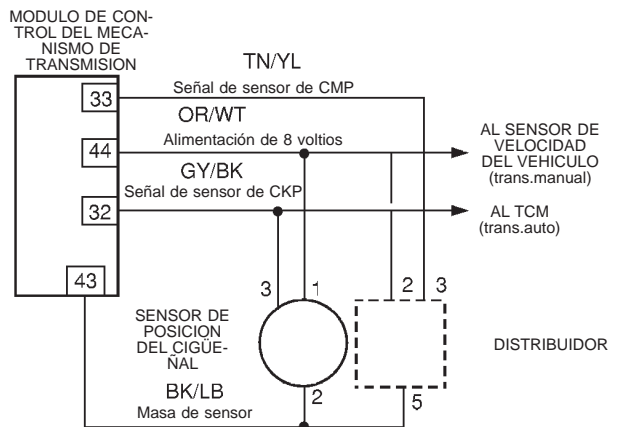 MODULO DE CON-
TROL DEL MECA-
NISMO DE
TRANSMISION
TN/YL
Señal de sensor de CMP
33
OR/WT
Alimentación de 8 voltios
44
AL SENSOR DE
VELOCIDAD
DEL VEHICULO
(trans.manual)
GY/BK
Señal de sensor de CKP
32
AL TCM
(trans.auto)
43
3
1
2
3
SENSOR DE
POSICION
DEL CIGÜE-
ÑAL
DISTRIBUIDOR
BK/LB
2
5
Masa de sensor